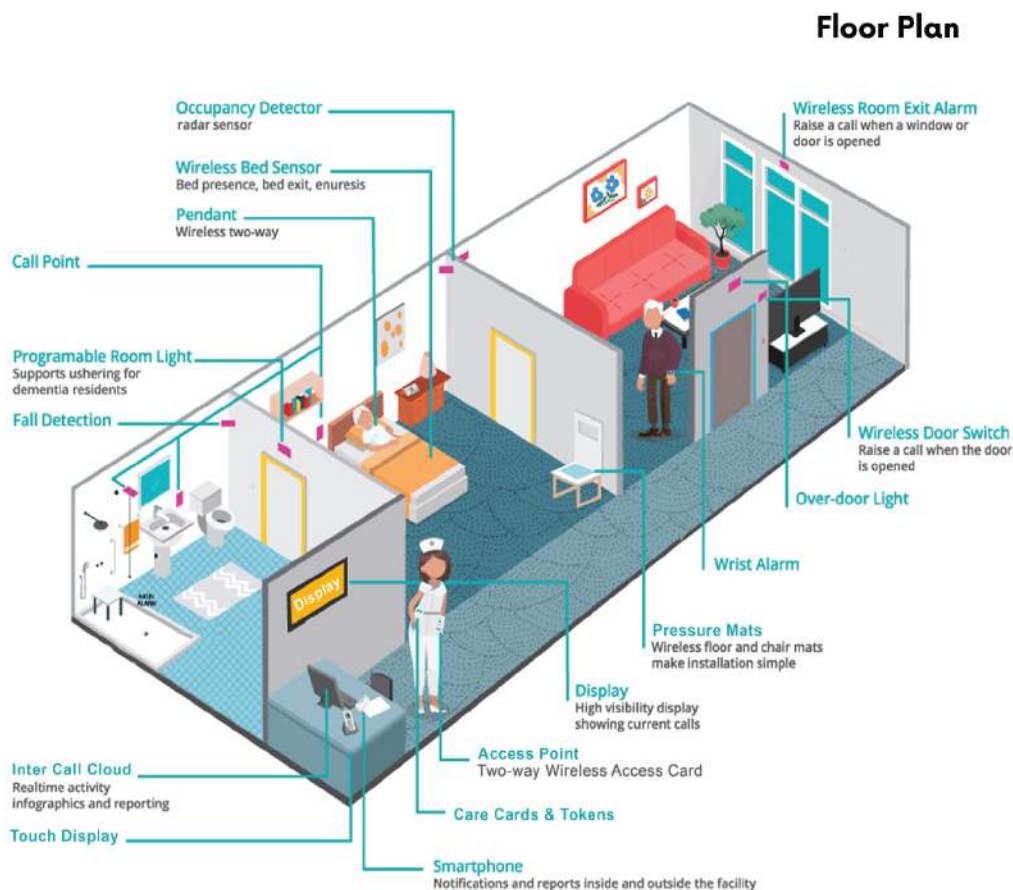 Floor Plan
Occupancy Detector
radar sensor
Wireless Room Exit Alarm
Raise a call when a window or
door is opened
Wireless Bed Sensor
Bed presence, bed exit, enuresis
Pendant
Wireless two-way
Call Point
Programable Room Light
Supports ushering for
dementia residents
Fall Detection
Wireless Door Switch
Raise a call when the door
is opened
Over-door Light
Wrist Alarm
Display
Pressure Mats
Wireless floor and chair mats
make installation simple
Display
High visibility display
showing current calls
Access Point
Two-way Wireless Access Card
Inter Call Cloud
Realtime activity
infographics and reporting
Care Cards & Tokens
Touch Display
Smartphone
Notifications and reports inside and outside the facility